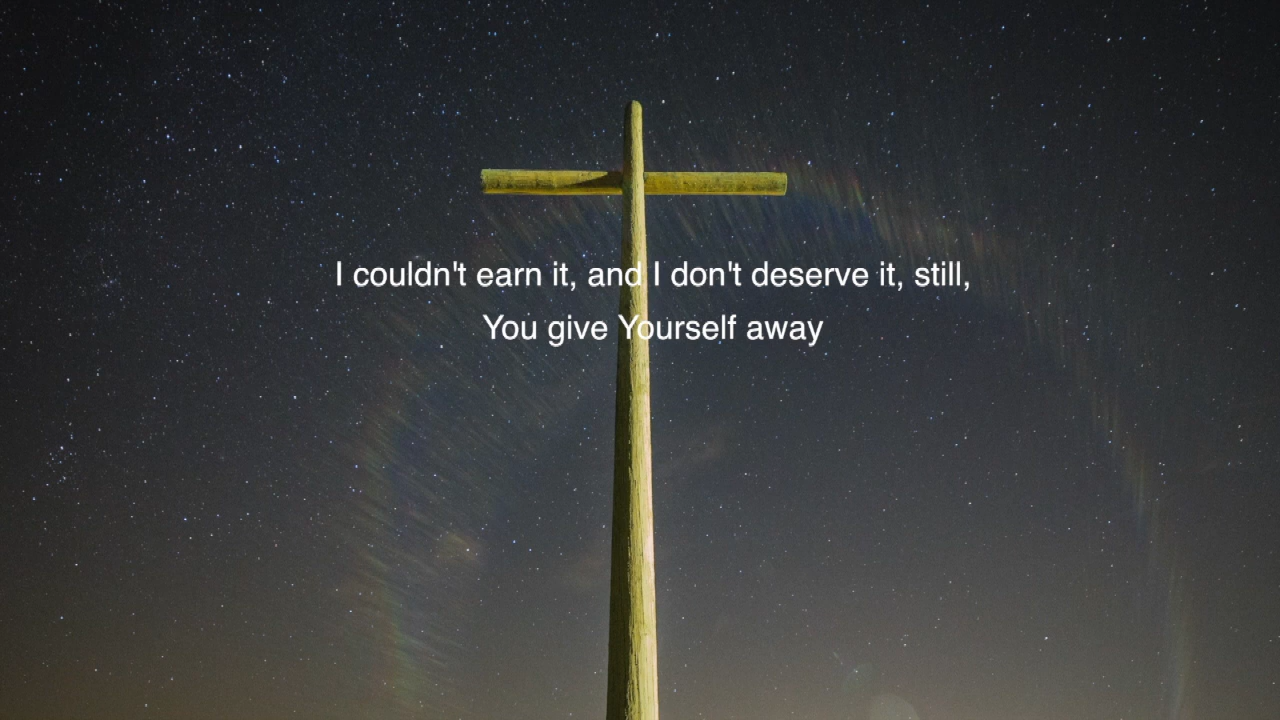 I couldn't earn it, and I don't deserve it, still,
You give Yourself away